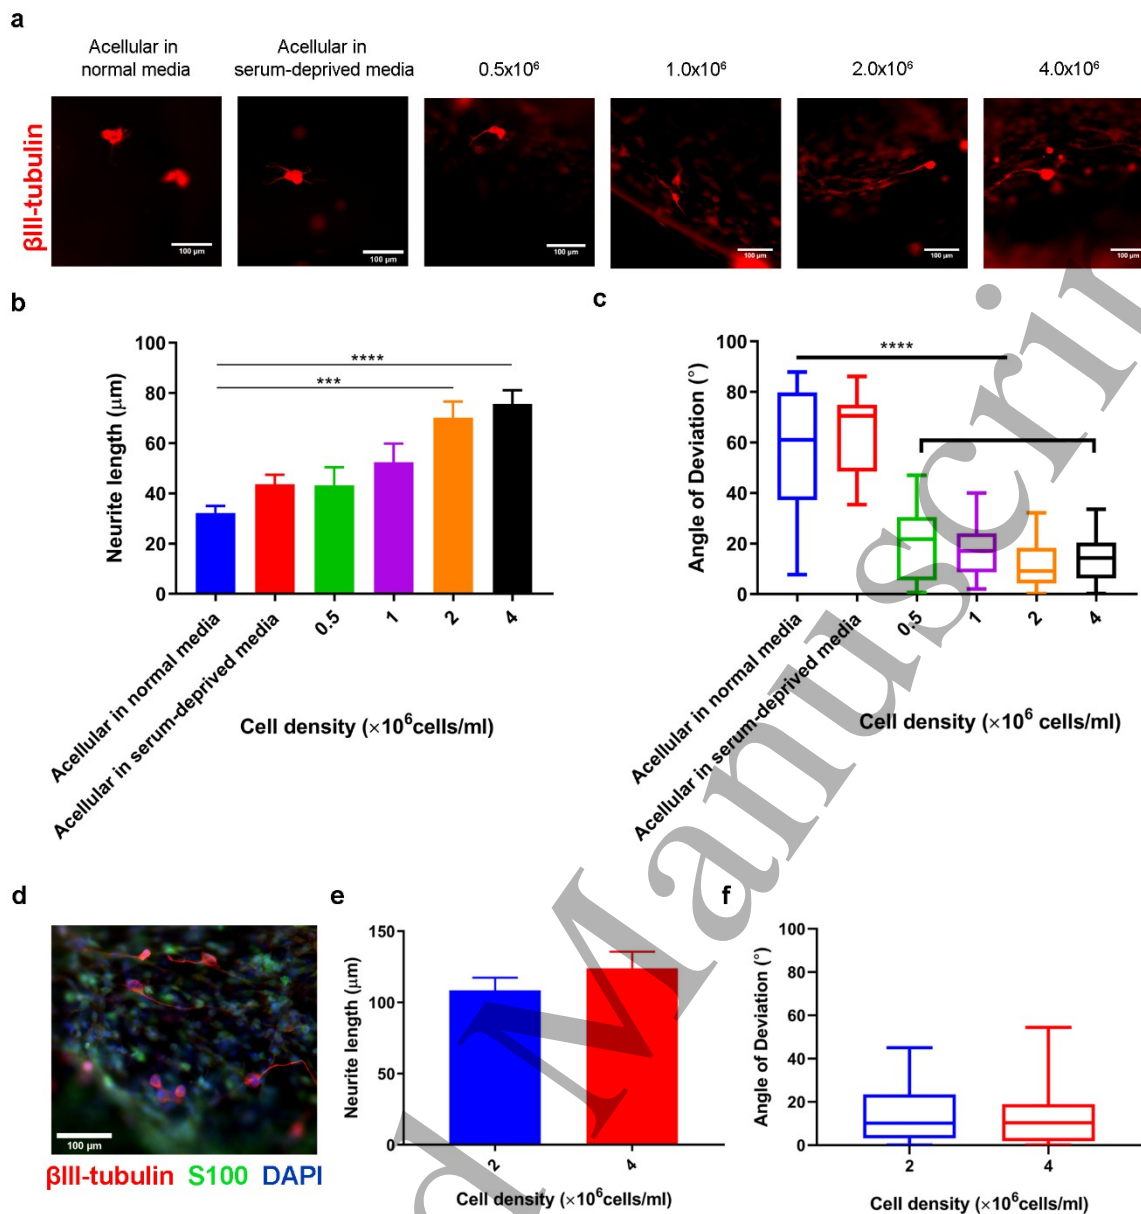 a
Acellular in
normal media
Acellular in
serum-deprived media
0.5x10⁶
1.0x10⁶
2.0x10⁶
4.0x10⁶
βIII-tubulin
100 µm
100 µm
100 µm
100 µm
100 µm
100 µm
b
Neurite length (μm)
100
80
60
40
20
0
****
***
Acellular in normal media
Acellular in serum-deprived media
0.5
1
2
4
Cell density (×10⁶cells/ml)
c
Angle of Deviation (°)
100
80
60
40
20
0
****
Acellular in normal media
Acellular in serum-deprived media
0.5
1
2
4
Cell density (×10⁶ cells/ml)
d
100 µm
βIII-tubulin S100 DAPI
e
Neurite length (μm)
150
100
50
0
2
4
Cell density (×10⁶cells/ml)
f
Angle of Deviation (°)
100
80
60
40
20
0
2
4
Cell density (×10⁶cells/ml)
d Manuscri